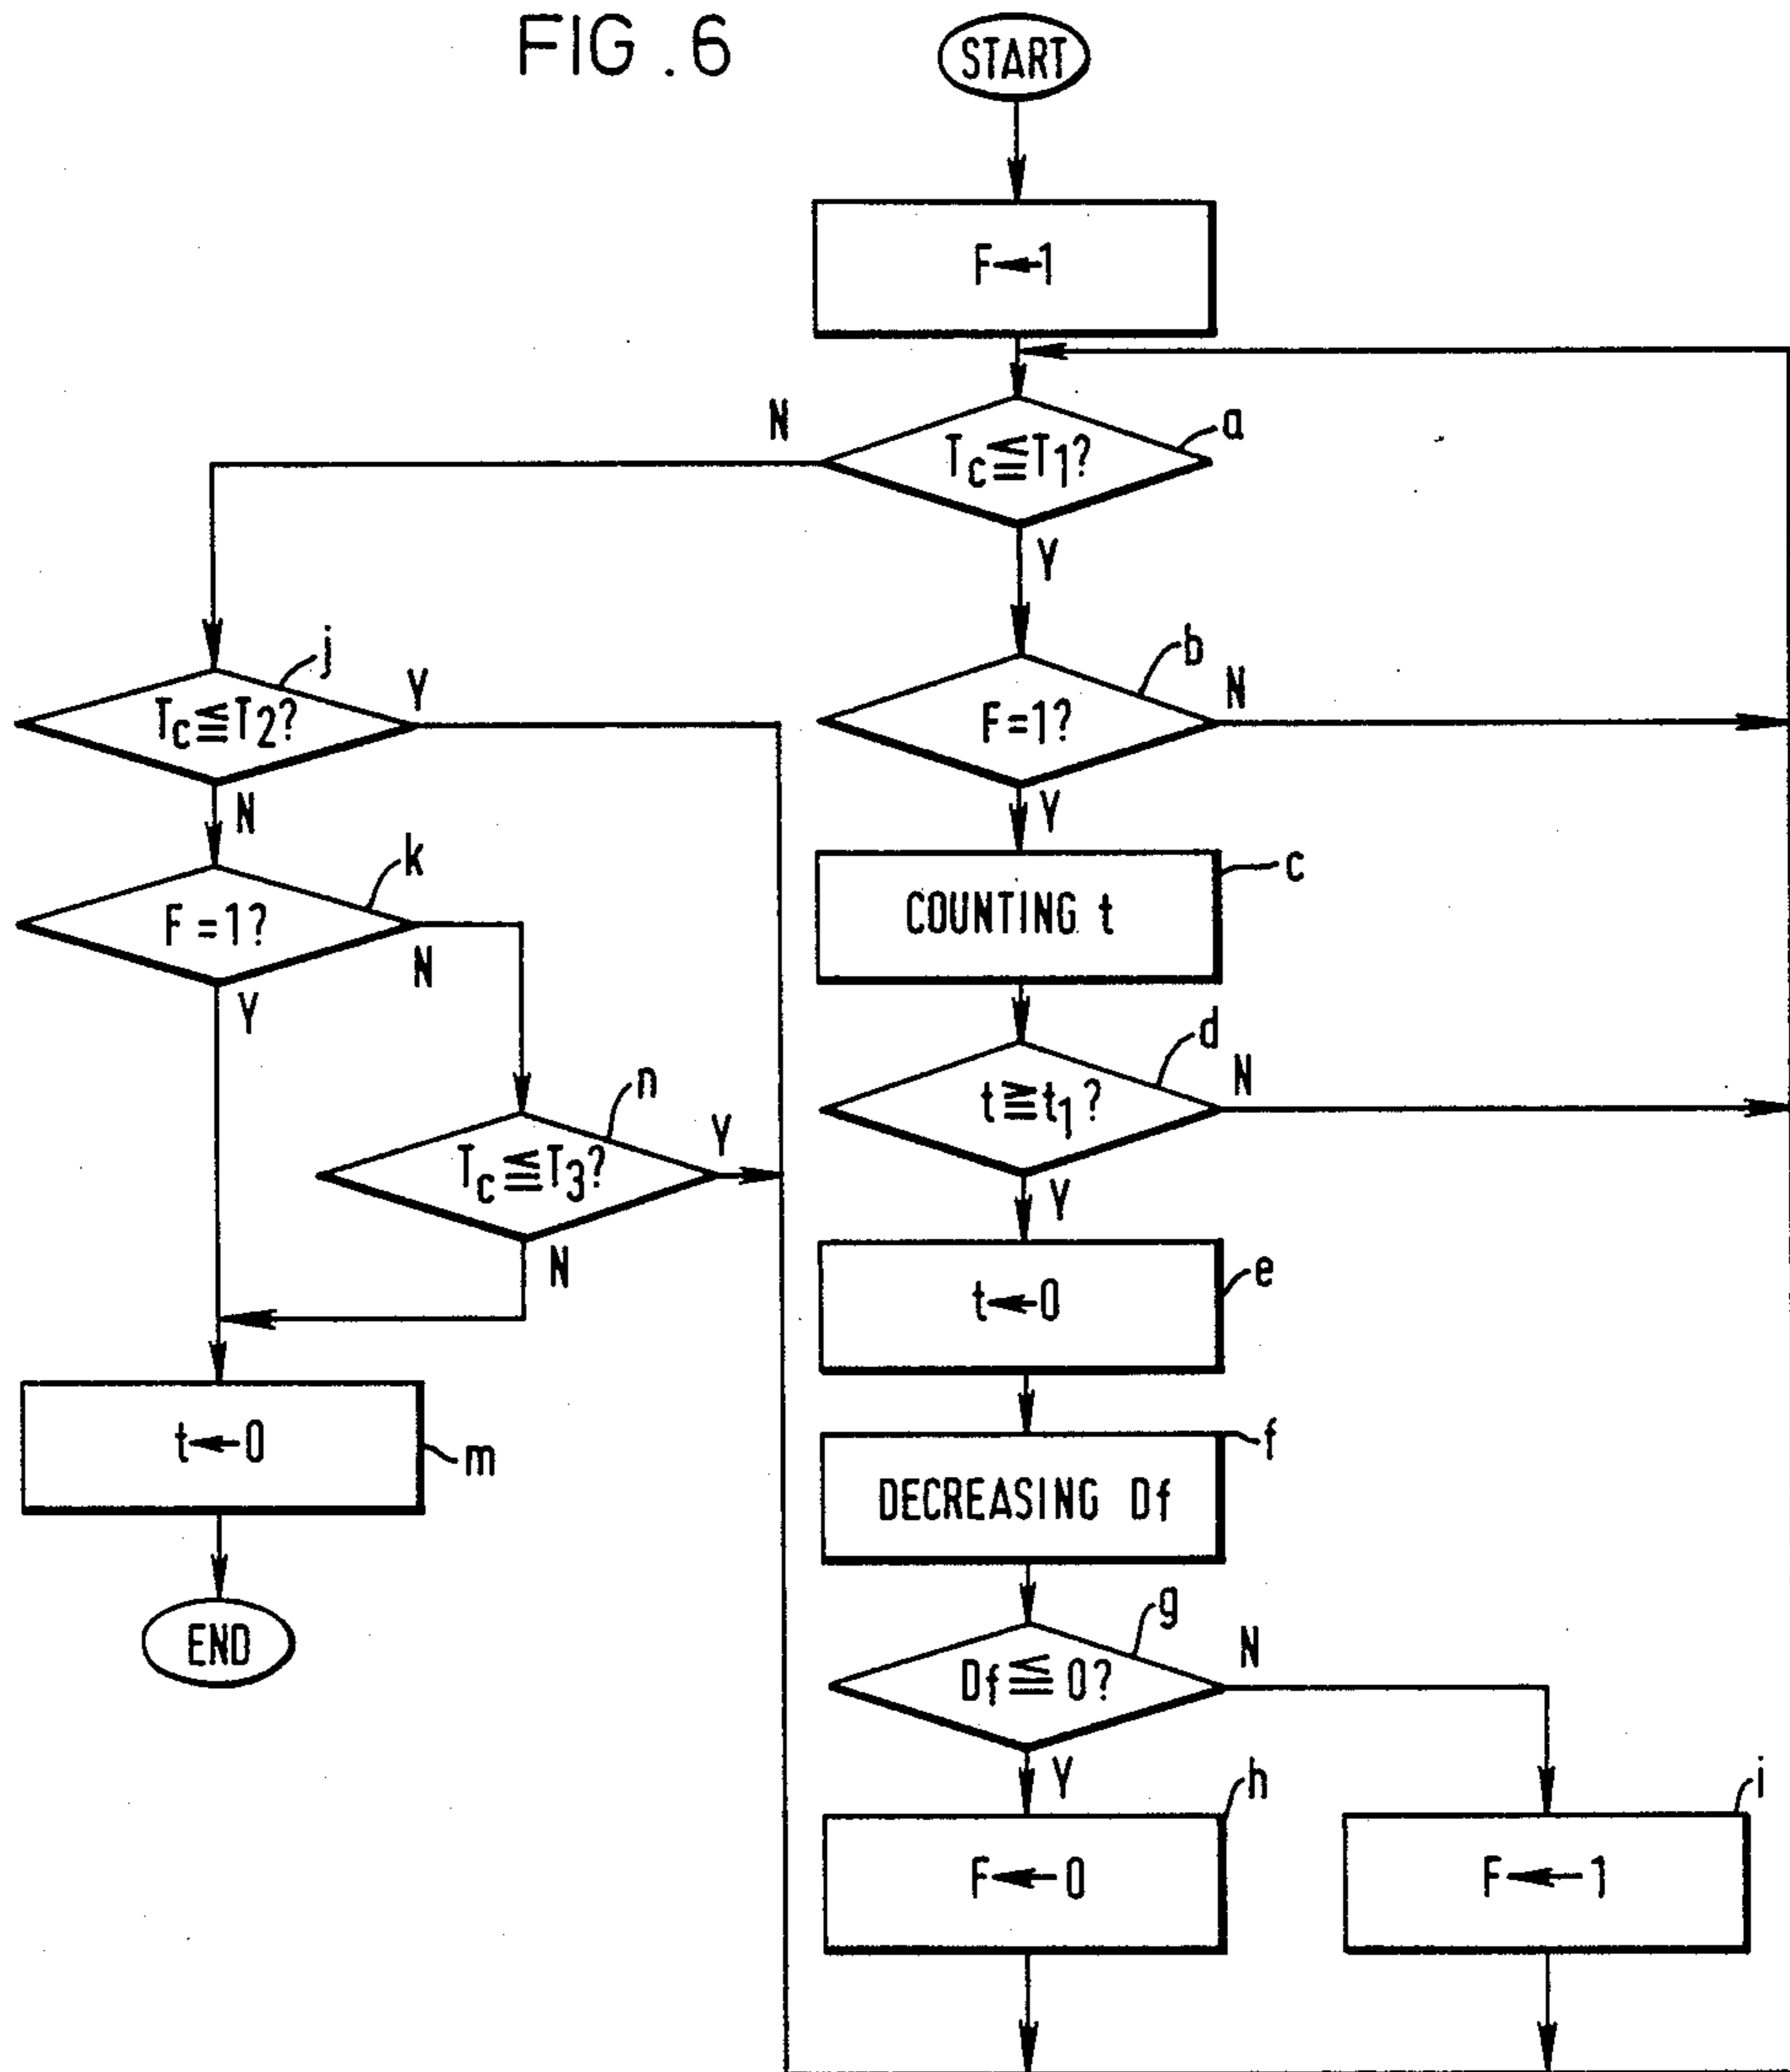 FIG. 6
START
F←1
N
a
Tc≦T1?
Y
j
Y
b
N
Tc≦T2?
F=1?
N
Y
k
c
F=1?
COUNTING t
N
Y
d
N
n
Y
t≧t1?
Tc≦T3?
Y
N
e
t←0
t←0
m
f
DECREASING Df
END
g
N
Df≦0?
Y
h
i
F←0
F←1